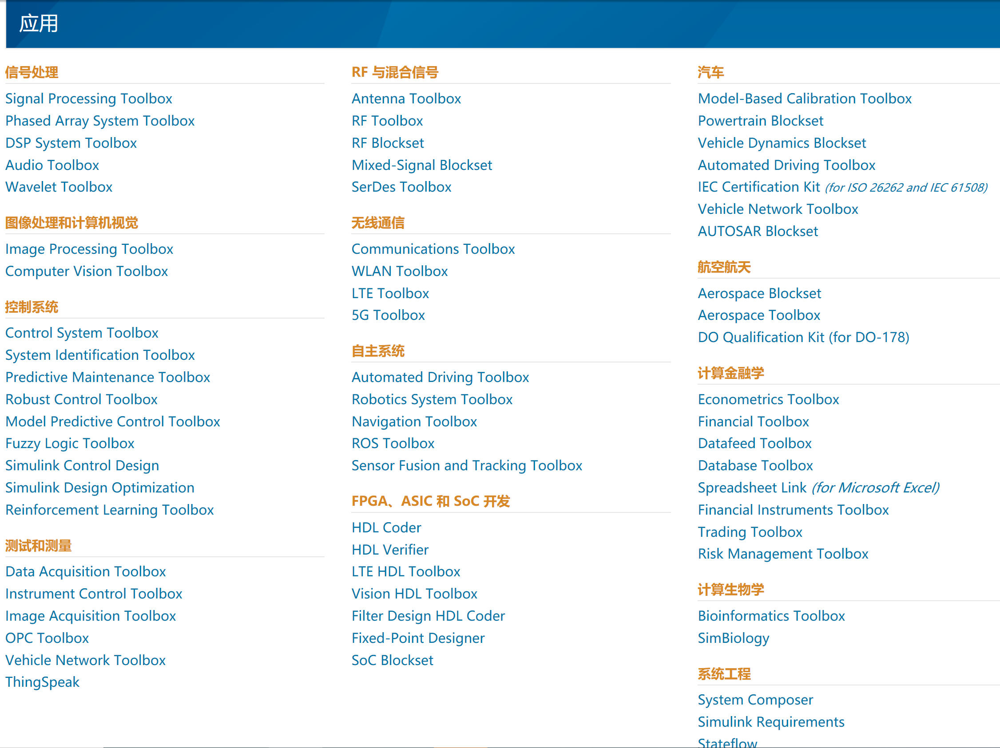 应用
信号处理
Signal Processing Toolbox
Phased Array System Toolbox
DSP System Toolbox
Audio Toolbox
Wavelet Toolbox
图像处理和计算机视觉
Image Processing Toolbox
Computer Vision Toolbox
控制系统
Control System Toolbox
System Identification Toolbox
Predictive Maintenance Toolbox
Robust Control Toolbox
Model Predictive Control Toolbox
Fuzzy Logic Toolbox
Simulink Control Design
Simulink Design Optimization
Reinforcement Learning Toolbox
测试和测量
Data Acquisition Toolbox
Instrument Control Toolbox
Image Acquisition Toolbox
OPC Toolbox
Vehicle Network Toolbox
ThingSpeak
RF 与混合信号
Antenna Toolbox
RF Toolbox
RF Blockset
Mixed-Signal Blockset
SerDes Toolbox
无线通信
Communications Toolbox
WLAN Toolbox
LTE Toolbox
5G Toolbox
自主系统
Automated Driving Toolbox
Robotics System Toolbox
Navigation Toolbox
ROS Toolbox
Sensor Fusion and Tracking Toolbox
FPGA、ASIC 和 SoC 开发
HDL Coder
HDL Verifier
LTE HDL Toolbox
Vision HDL Toolbox
Filter Design HDL Coder
Fixed-Point Designer
SoC Blockset
汽车
Model-Based Calibration Toolbox
Powertrain Blockset
Vehicle Dynamics Blockset
Automated Driving Toolbox
IEC Certification Kit (for ISO 26262 and IEC 61508)
Vehicle Network Toolbox
AUTOSAR Blockset
航空航天
Aerospace Blockset
Aerospace Toolbox
DO Qualification Kit (for DO-178)
计算金融学
Econometrics Toolbox
Financial Toolbox
Datafeed Toolbox
Database Toolbox
Spreadsheet Link (for Microsoft Excel)
Financial Instruments Toolbox
Trading Toolbox
Risk Management Toolbox
计算生物学
Bioinformatics Toolbox
SimBiology
系统工程
System Composer
Simulink Requirements
Stateflow